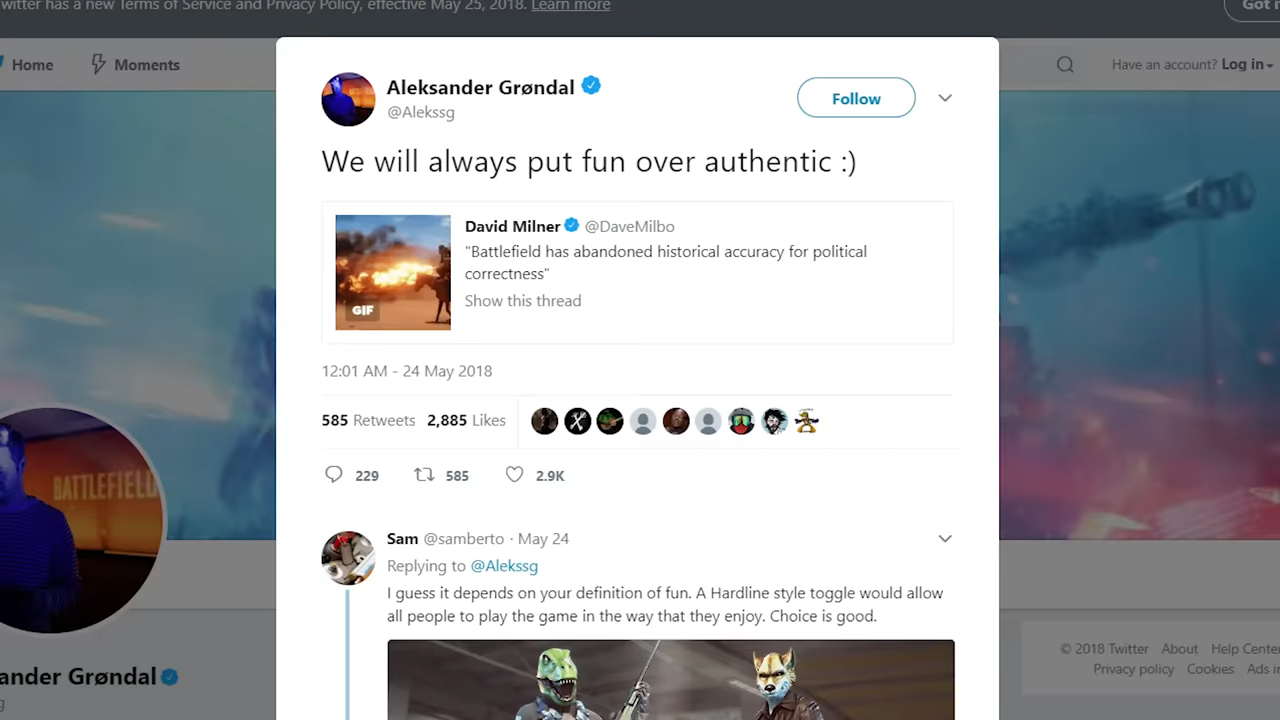 witter has a new Terms of Service and Privacy Policy, effective May 25, 2018. Learn more
Got
Home
Moments
Have an account? Log in
Aleksander Grøndal
@Alekssg
Follow
We will always put fun over authentic :)
David Milner @DaveMilbo
"Battlefield has abandoned historical accuracy for political
correctness"
Show this thread
GIF
12:01 AM - 24 May 2018
585 Retweets 2,885 Likes
229 585 2.9K
BATTLEFIELD
Sam @samberto · May 24
Replying to @Alekssg
I guess it depends on your definition of fun. A Hardline style toggle would allow
all people to play the game in the way that they enjoy. Choice is good.
ander Grøndal
© 2018 Twitter About Help Cente
Privacy policy Cookies Ads